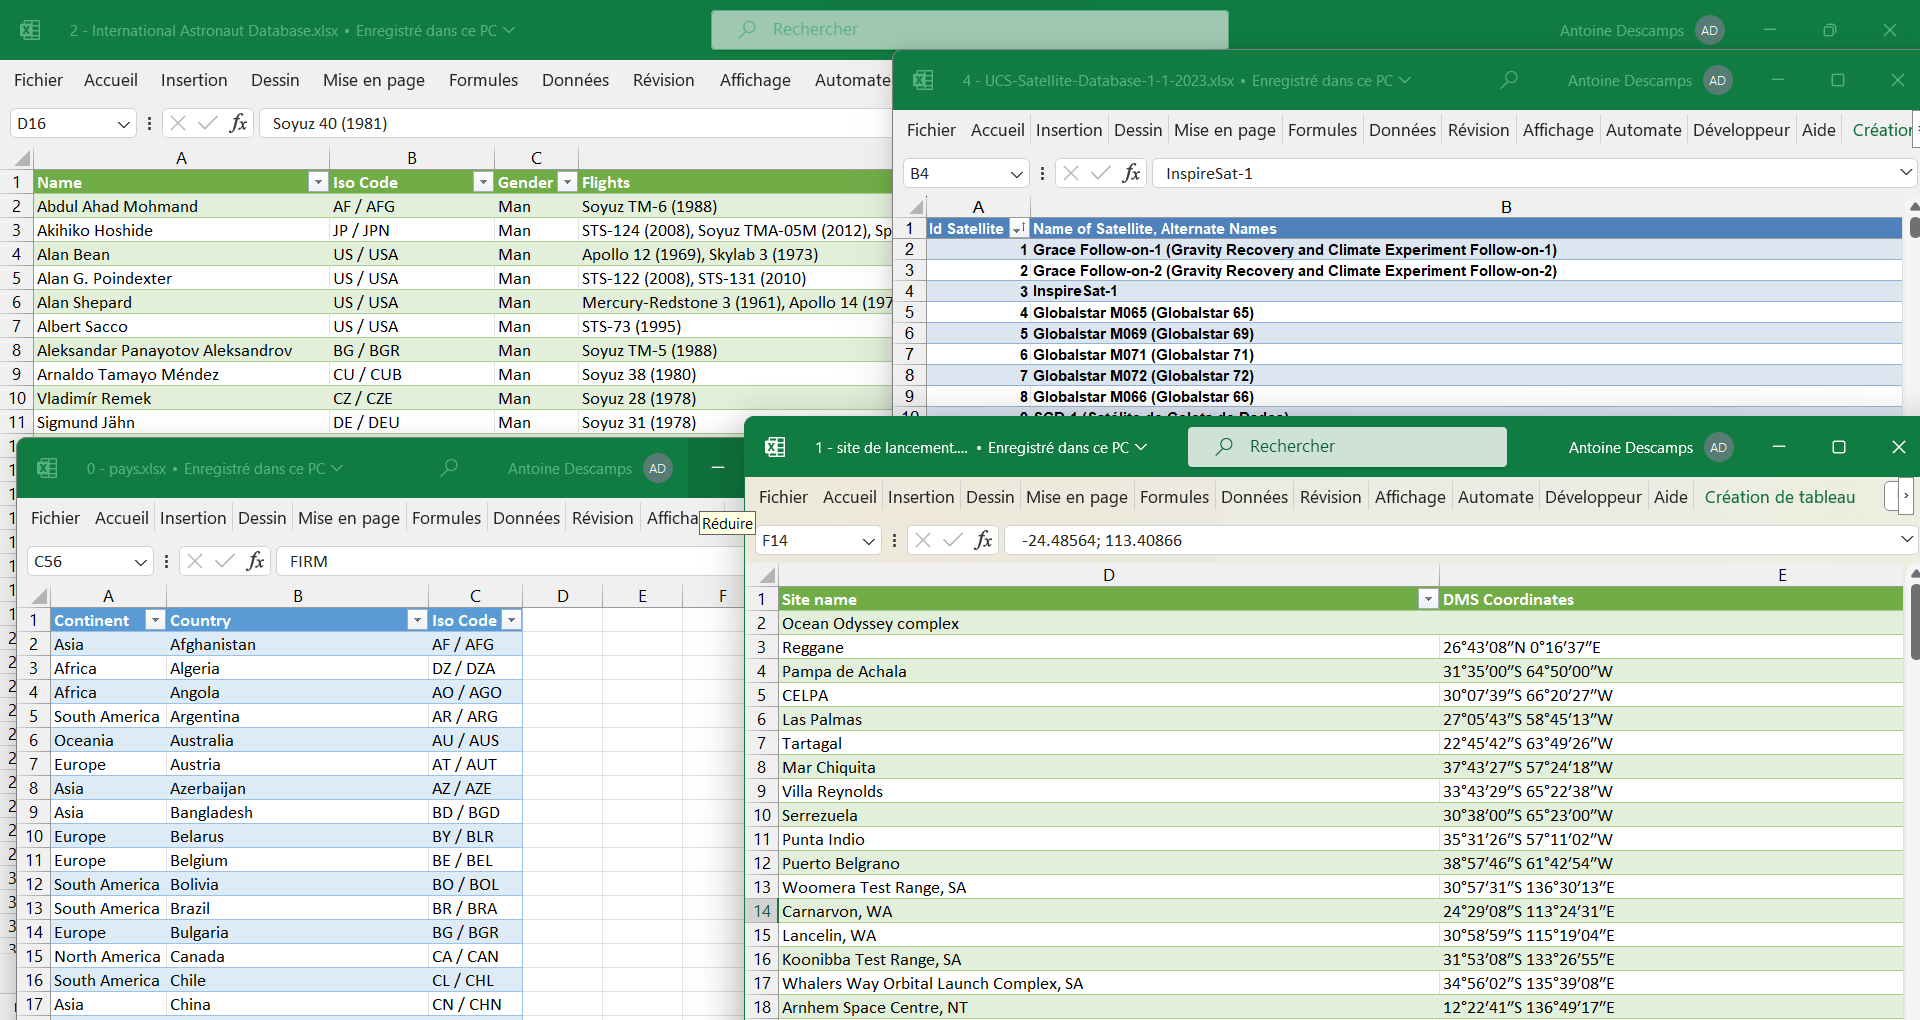 2 - International Astronaut Database.xlsx • Enregistré dans ce PC
Rechercher
Antoine Descamps AD
Fichier Accueil Insertion Dessin Mise en page Formules Données Révision Affichage Automate
D16 fx Soyuz 40 (1981)
A B C
1 Name Iso Code Gender Flights
2 Abdul Ahad Mohmand AF / AFG Man Soyuz TM-6 (1988)
3 Akihiko Hoshide JP / JPN Man STS-124 (2008), Soyuz TMA-05M (2012), Sp
4 Alan Bean US / USA Man Apollo 12 (1969), Skylab 3 (1973)
5 Alan G. Poindexter US / USA Man STS-122 (2008), STS-131 (2010)
6 Alan Shepard US / USA Man Mercury-Redstone 3 (1961), Apollo 14 (197
7 Albert Sacco US / USA Man STS-73 (1995)
8 Aleksandar Panayotov Aleksandrov BG / BGR Man Soyuz TM-5 (1988)
9 Arnaldo Tamayo Méndez CU / CUB Man Soyuz 38 (1980)
10 Vladimír Remek CZ / CZE Man Soyuz 28 (1978)
11 Sigmund Jähn DE / DEU Man Soyuz 31 (1978)
4 - UCS-Satellite-Database-1-1-2023.xlsx • Enregistré dans ce PC
Antoine Descamps AD
Fichier Accueil Insertion Dessin Mise en page Formules Données Révision Affichage Automate Développeur Aide Création
B4 fx InspireSat-1
A B
1 Id Satellite Name of Satellite, Alternate Names
2 1 Grace Follow-on-1 (Gravity Recovery and Climate Experiment Follow-on-1)
3 2 Grace Follow-on-2 (Gravity Recovery and Climate Experiment Follow-on-2)
4 3 InspireSat-1
5 4 Globalstar M065 (Globalstar 65)
6 5 Globalstar M069 (Globalstar 69)
7 6 Globalstar M071 (Globalstar 71)
8 7 Globalstar M072 (Globalstar 72)
9 8 Globalstar M066 (Globalstar 66)
0 - pays.xlsx • Enregistré dans ce PC
Antoine Descamps AD
Fichier Accueil Insertion Dessin Mise en page Formules Données Révision Afficha
Réduire
C56 fx FIRM
A B C D E F
1 Continent Country Iso Code
2 Asia Afghanistan AF / AFG
3 Africa Algeria DZ / DZA
4 Africa Angola AO / AGO
5 South America Argentina AR / ARG
6 Oceania Australia AU / AUS
7 Europe Austria AT / AUT
8 Asia Azerbaijan AZ / AZE
9 Asia Bangladesh BD / BGD
10 Europe Belarus BY / BLR
11 Europe Belgium BE / BEL
12 South America Bolivia BO / BOL
13 South America Brazil BR / BRA
14 Europe Bulgaria BG / BGR
15 North America Canada CA / CAN
16 South America Chile CL / CHL
17 Asia China CN / CHN
1 - site de lancement.... • Enregistré dans ce PC
Rechercher
Antoine Descamps AD
Fichier Accueil Insertion Dessin Mise en page Formules Données Révision Affichage Automate Développeur Aide Création de tableau
F14 fx -24.48564; 113.40866
D E
1 Site name DMS Coordinates
2 Ocean Odyssey complex
3 Reggane 26°43′08″N 0°16′37″E
4 Pampa de Achala 31°35′00″S 64°50′00″W
5 CELPA 30°07′39″S 66°20′27″W
6 Las Palmas 27°05′43″S 58°45′13″W
7 Tartagal 22°45′42″S 63°49′26″W
8 Mar Chiquita 37°43′27″S 57°24′18″W
9 Villa Reynolds 33°43′29″S 65°22′38″W
10 Serrezuela 30°38′00″S 65°23′00″W
11 Punta Indio 35°31′26″S 57°11′02″W
12 Puerto Belgrano 38°57′46″S 61°42′54″W
13 Woomera Test Range, SA 30°57′31″S 136°30′13″E
14 Carnarvon, WA 24°29′08″S 113°24′31″E
15 Lancelin, WA 30°58′59″S 115°19′04″E
16 Koonibba Test Range, SA 31°53′08″S 133°26′55″E
17 Whalers Way Orbital Launch Complex, SA 34°56′02″S 135°39′08″E
18 Arnhem Space Centre, NT 12°22′41″S 136°49′17″E